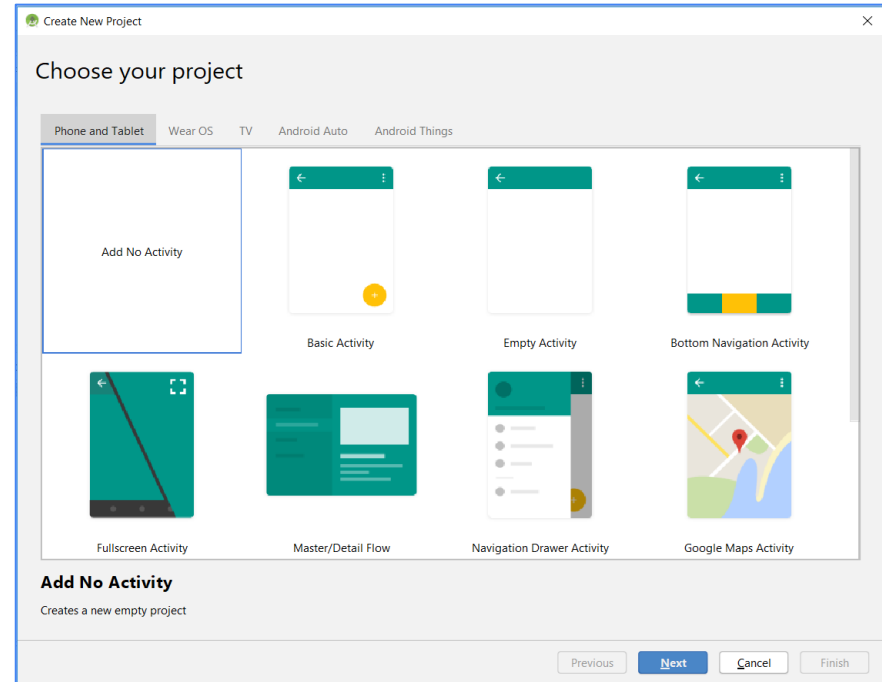 Create New Project
Choose your project
Phone and Tablet Wear OS TV Android Auto Android Things
Add No Activity
Basic Activity Empty Activity Bottom Navigation Activity
Fullscreen Activity Master/Detail Flow Navigation Drawer Activity Google Maps Activity
Add No Activity
Creates a new empty project
Previous Next Cancel Finish